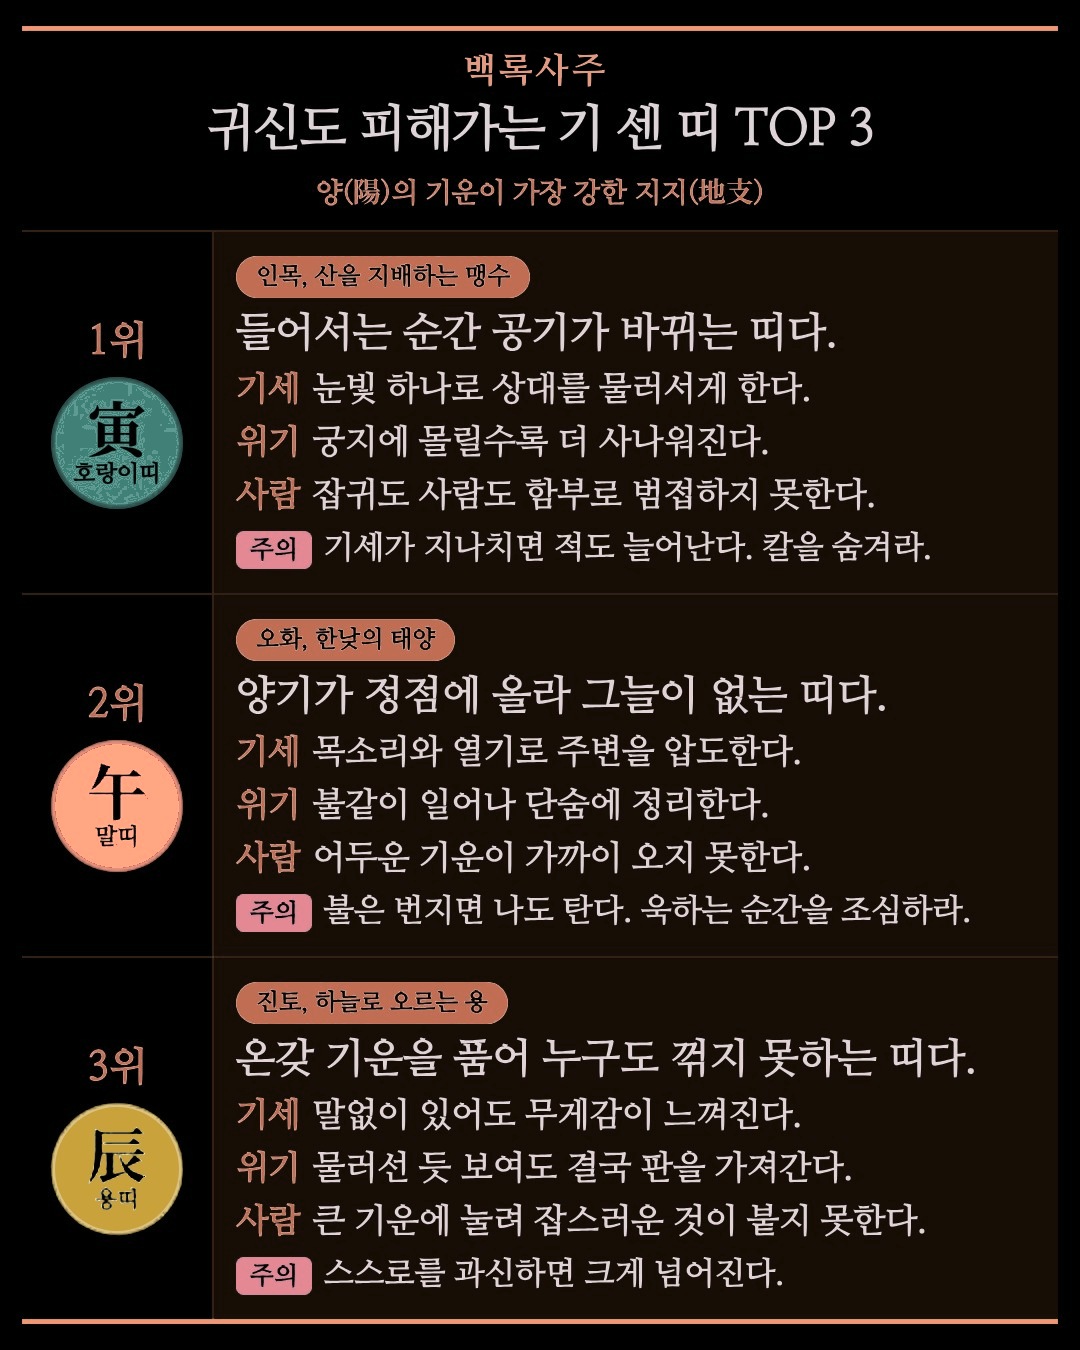 백록사주
귀신도 피해가는 기 센 띠 TOP 3
양(陽)의 기운이 가장 강한 지지(地支)
1위
寅
호랑이띠
인목, 산을 지배하는 맹수
들어서는 순간 공기가 바뀌는 띠다.
기세 눈빛 하나로 상대를 물러서게 한다.
위기 궁지에 몰릴수록 더 사나워진다.
사람 잡귀도 사람도 함부로 범접하지 못한다.
주의 기세가 지나치면 적도 늘어난다. 칼을 숨겨라.
2위
午
말띠
오화, 한낮의 태양
양기가 정점에 올라 그늘이 없는 띠다.
기세 목소리와 열기로 주변을 압도한다.
위기 불같이 일어나 단숨에 정리한다.
사람 어두운 기운이 가까이 오지 못한다.
주의 불은 번지면 나도 탄다. 욱하는 순간을 조심하라.
3위
辰
용띠
진토, 하늘로 오르는 용
온갖 기운을 품어 누구도 꺾지 못하는 띠다.
기세 말없이 있어도 무게감이 느껴진다.
위기 물러선 듯 보여도 결국 판을 가져간다.
사람 큰 기운에 눌려 잡스러운 것이 붙지 못한다.
주의 스스로를 과신하면 크게 넘어진다.